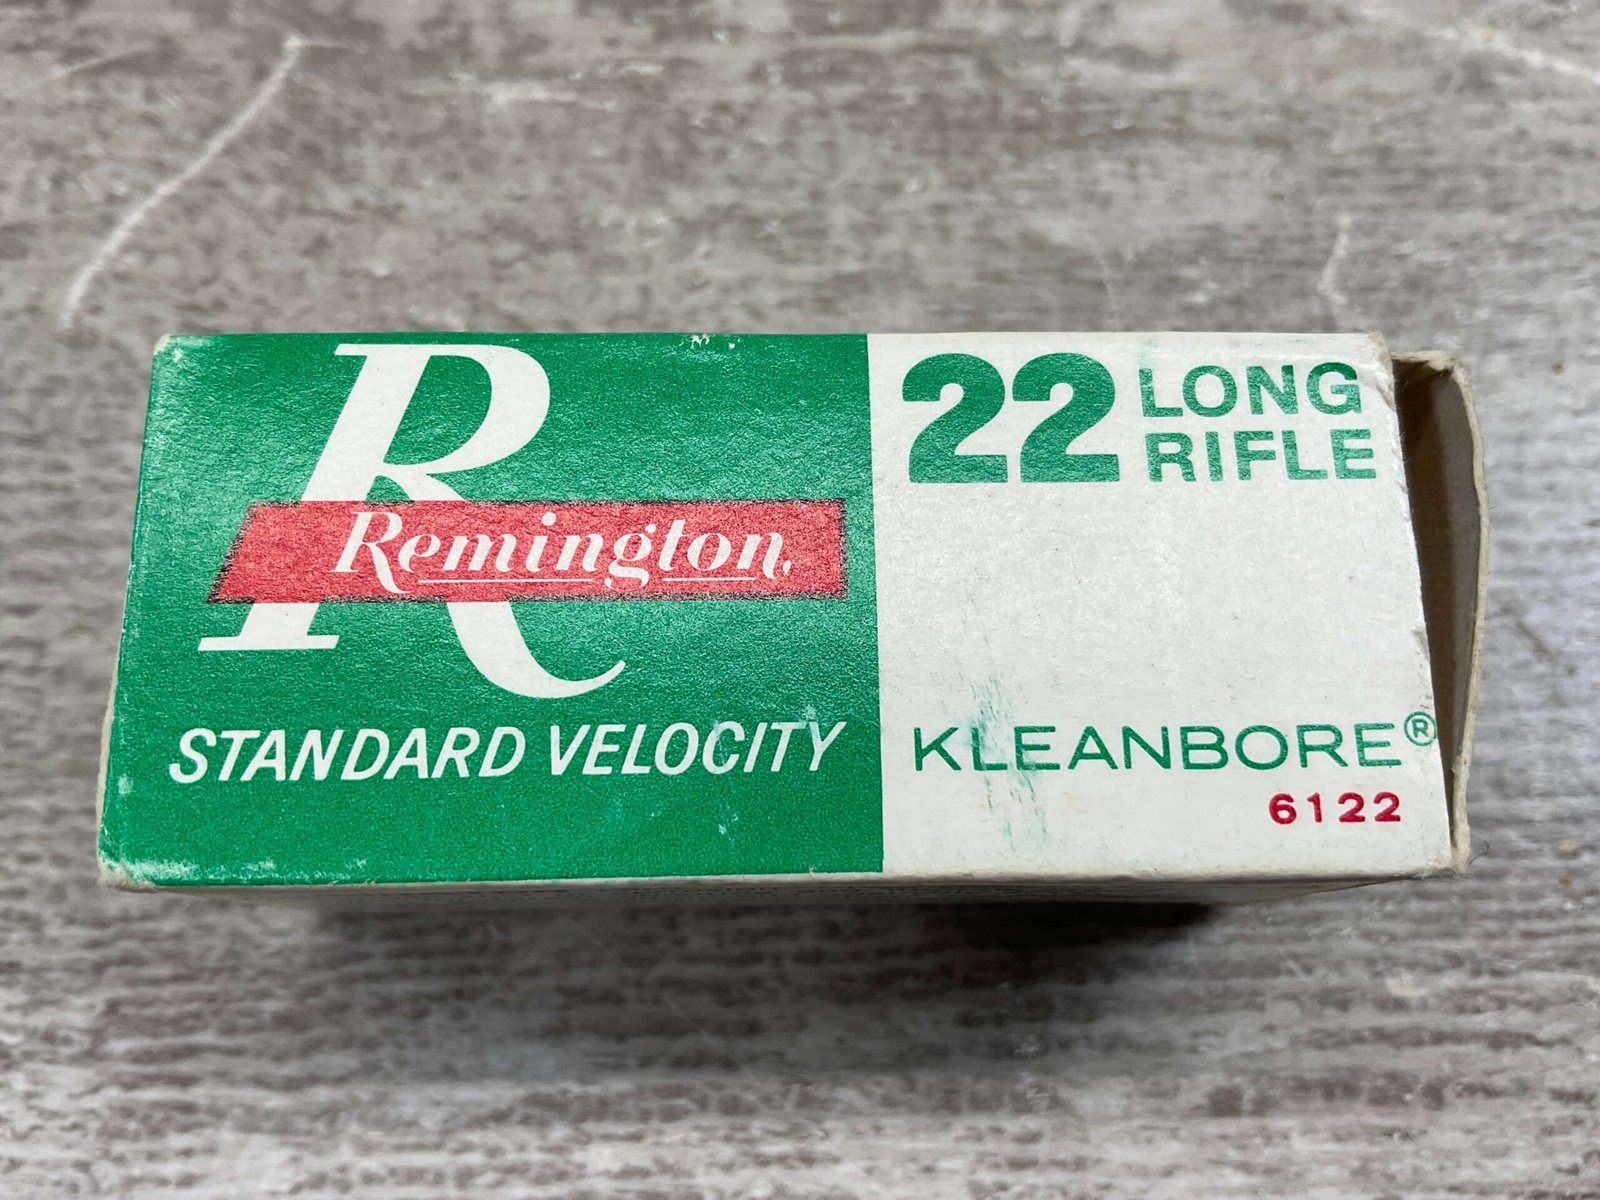 R
Remington
STANDARD VELOCITY
22 LONG
RIFLE
KLEANBORE®
6122